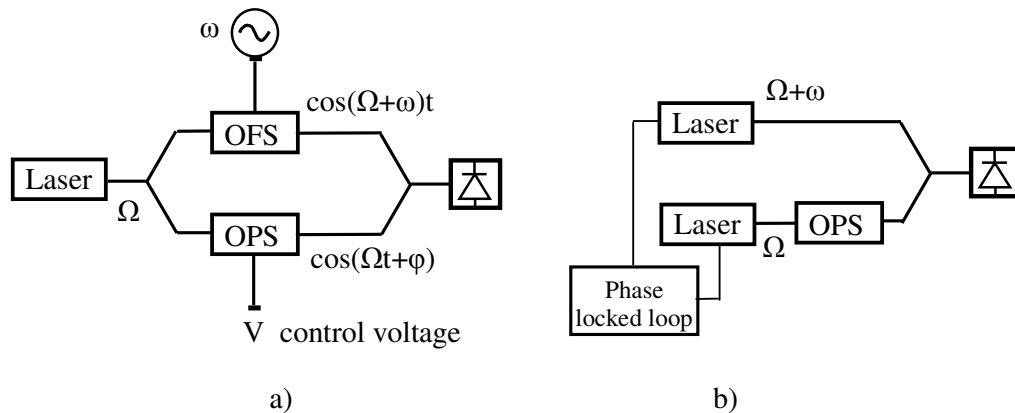 ω
cos(Ω+ω)t
OFS
Laser
Ω
OPS
cos(Ωt+φ)
V control voltage
a)
Ω+ω
Laser
Laser
Ω
OPS
Phase
locked loop
b)